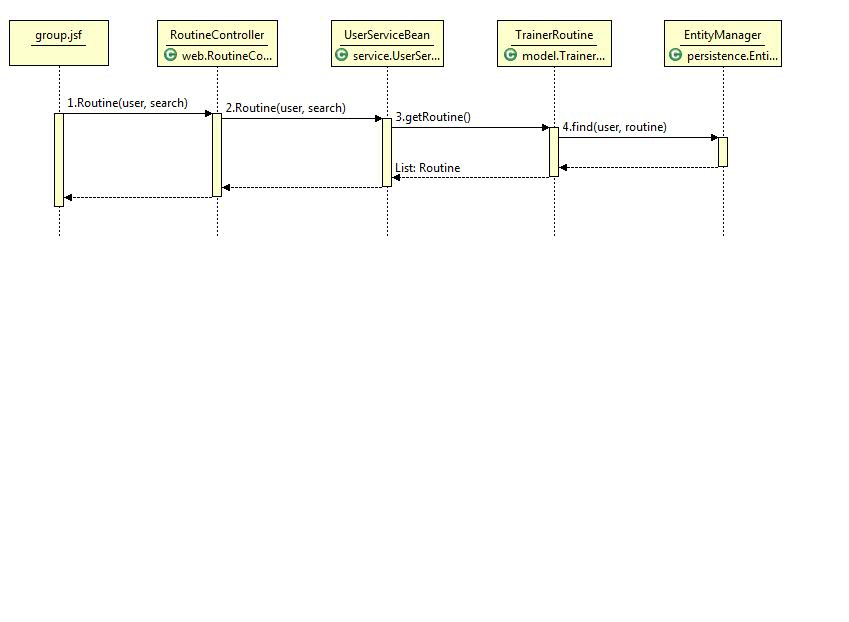 group.jsf
RoutineController
C web.RoutineCo...
UserServiceBean
C service.UserSer...
TrainerRoutine
C model.Trainer...
EntityManager
C persistence.Enti...
1.Routine(user, search)
2.Routine(user, search)
3.getRoutine()
4.find(user, routine)
List: Routine